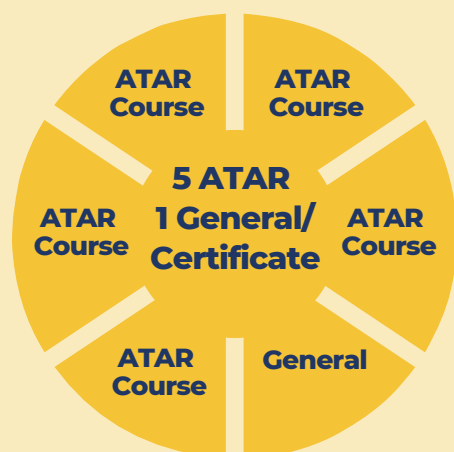 ATAR
Course
ATAR
Course
5 ATAR
1 General/
Certificate
ATAR
Course
ATAR
Course
ATAR
Course
General